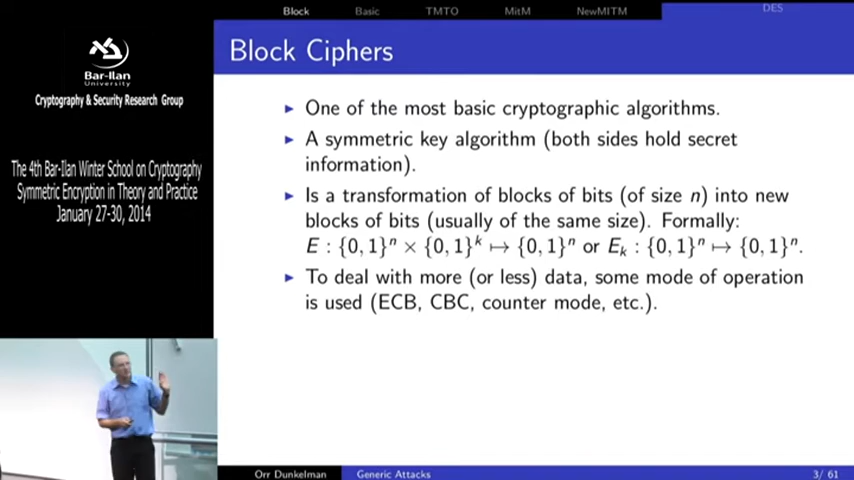 Block Basic TMTO MitM NewMITM DES
Block Ciphers
Bar-Ilan
University
Cryptography & Security Research Group
The 4th Bar-Ilan Winter School on Cryptography
Symmetric Encryption in Theory and Practice
January 27-30, 2014
▶ One of the most basic cryptographic algorithms.
▶ A symmetric key algorithm (both sides hold secret
information).
▶ Is a transformation of blocks of bits (of size n) into new
blocks of bits (usually of the same size). Formally:
E : {0, 1}ⁿ × {0, 1}ᵏ ↦ {0, 1}ⁿ or Eₖ : {0, 1}ⁿ ↦ {0, 1}ⁿ.
▶ To deal with more (or less) data, some mode of operation
is used (ECB, CBC, counter mode, etc.).
Orr Dunkelman Generic Attacks 3/ 61